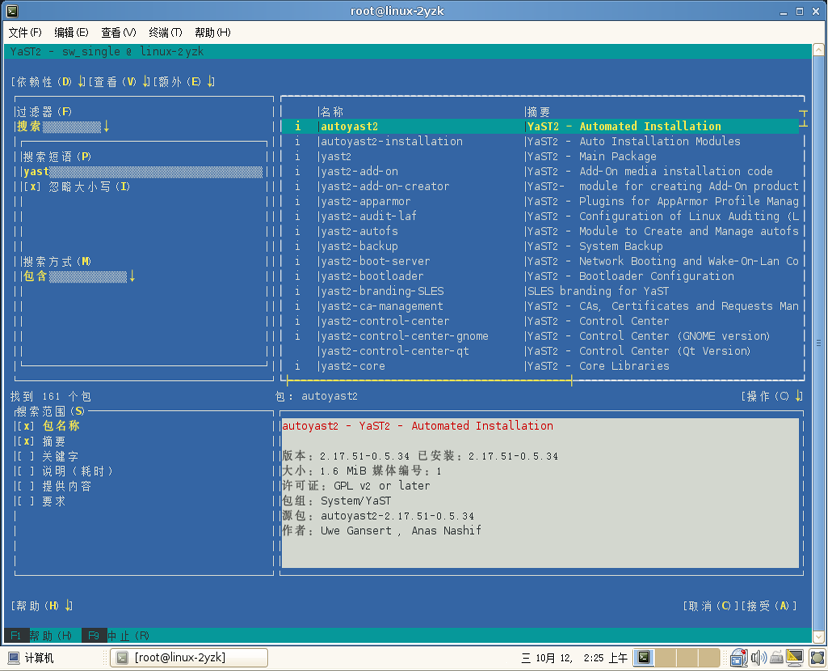 root@linux-2yzk
文件(F) 编辑(E) 查看(V) 终端(T) 帮助(H)
YaST2 - sw_single @ linux-2yzk
[依赖性(D)↓][查看(V)↓][额外(E)↓]
过滤器(F)
搜索
搜索短语(P)
yast
[x] 忽略大小写(I)
搜索方式(M)
包含
名称 摘要
i autoyast2 YaST2 - Automated Installation
i autoyast2-installation YaST2 - Auto Installation Modules
i yast2 YaST2 - Main Package
i yast2-add-on YaST2 - Add-On media installation code
i yast2-add-on-creator YaST2- module for creating Add-On product
i yast2-apparmor YaST2 - Plugins for AppArmor Profile Manag
i yast2-audit-laf YaST2 - Configuration of Linux Auditing (L
i yast2-autofs YaST2 - Module to Create and Manage autofs
i yast2-backup YaST2 - System Backup
i yast2-boot-server YaST2 - Network Booting and Wake-On-Lan Co
i yast2-bootloader YaST2 - Bootloader Configuration
i yast2-branding-SLES SLES branding for YaST
i yast2-ca-management YaST2 - CAs, Certificates and Requests Man
i yast2-control-center YaST2 - Control Center
i yast2-control-center-gnome YaST2 - Control Center (GNOME version)
yast2-control-center-qt YaST2 - Control Center (Qt Version)
i yast2-core YaST2 - Core Libraries
找到 161 个包
包: autoyast2 [操作(O)↓]
搜索范围(S)
[x] 包名称
[x] 摘要
[ ] 关键字
[ ] 说明(耗时)
[ ] 提供内容
[ ] 要求
autoyast2 - YaST2 - Automated Installation
版本: 2.17.51-0.5.34 已安装: 2.17.51-0.5.34
大小: 1.6 MiB 媒体编号: 1
许可证: GPL v2 or later
包组: System/YaST
源包: autoyast2-2.17.51-0.5.34
作者: Uwe Gansert , Anas Nashif
[帮助(H)↓] [取消(C)][接受(A)]
F1 帮助(H) F9 中止(R)
计算机 [root@linux-2yzk] 三 10月 12, 2:25 上午